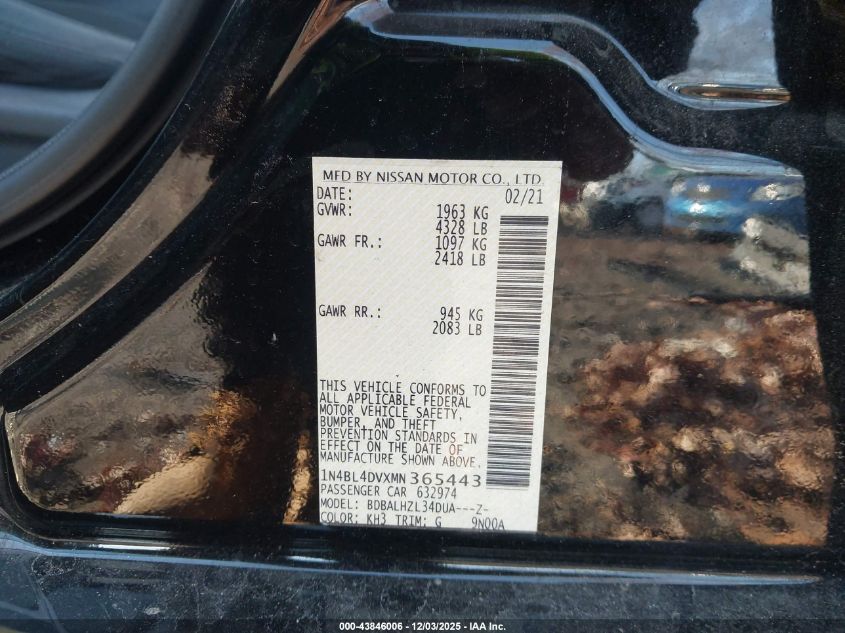 MFD BY NISSAN MOTOR CO., LTD
DATE: 02/21
GVWR: 1963 KG
4328 LB
GAWR FR.: 1097 KG
2418 LB
GAWR RR.: 945 KG
2083 LB
THIS VEHICLE CONFORMS TO
ALL APPLICABLE FEDERAL
MOTOR VEHICLE SAFETY,
BUMPER, AND THEFT
PREVENTION STANDARDS IN
EFFECT ON THE DATE OF
MANUFACTURE SHOWN ABOVE.
1N4BL4DVXMN365443
PASSENGER CAR 632974
MODEL: BDBALHZL34DUA---Z-
COLOR: KH3 TRIM: G 9N00A
000-43846006 - 12/03/2025 - IAA Inc.